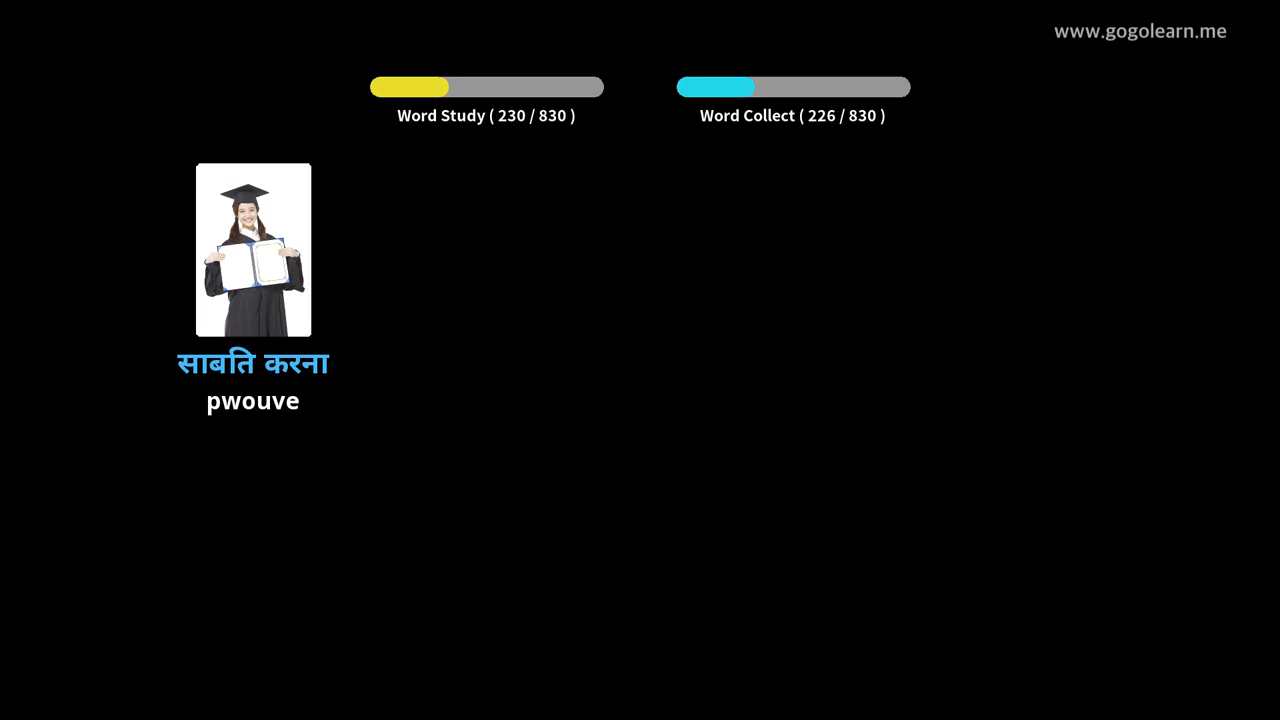 www.gogolearn.me
Word Study ( 230 / 830 )
Word Collect ( 226 / 830 )
साबति करना
pwouve